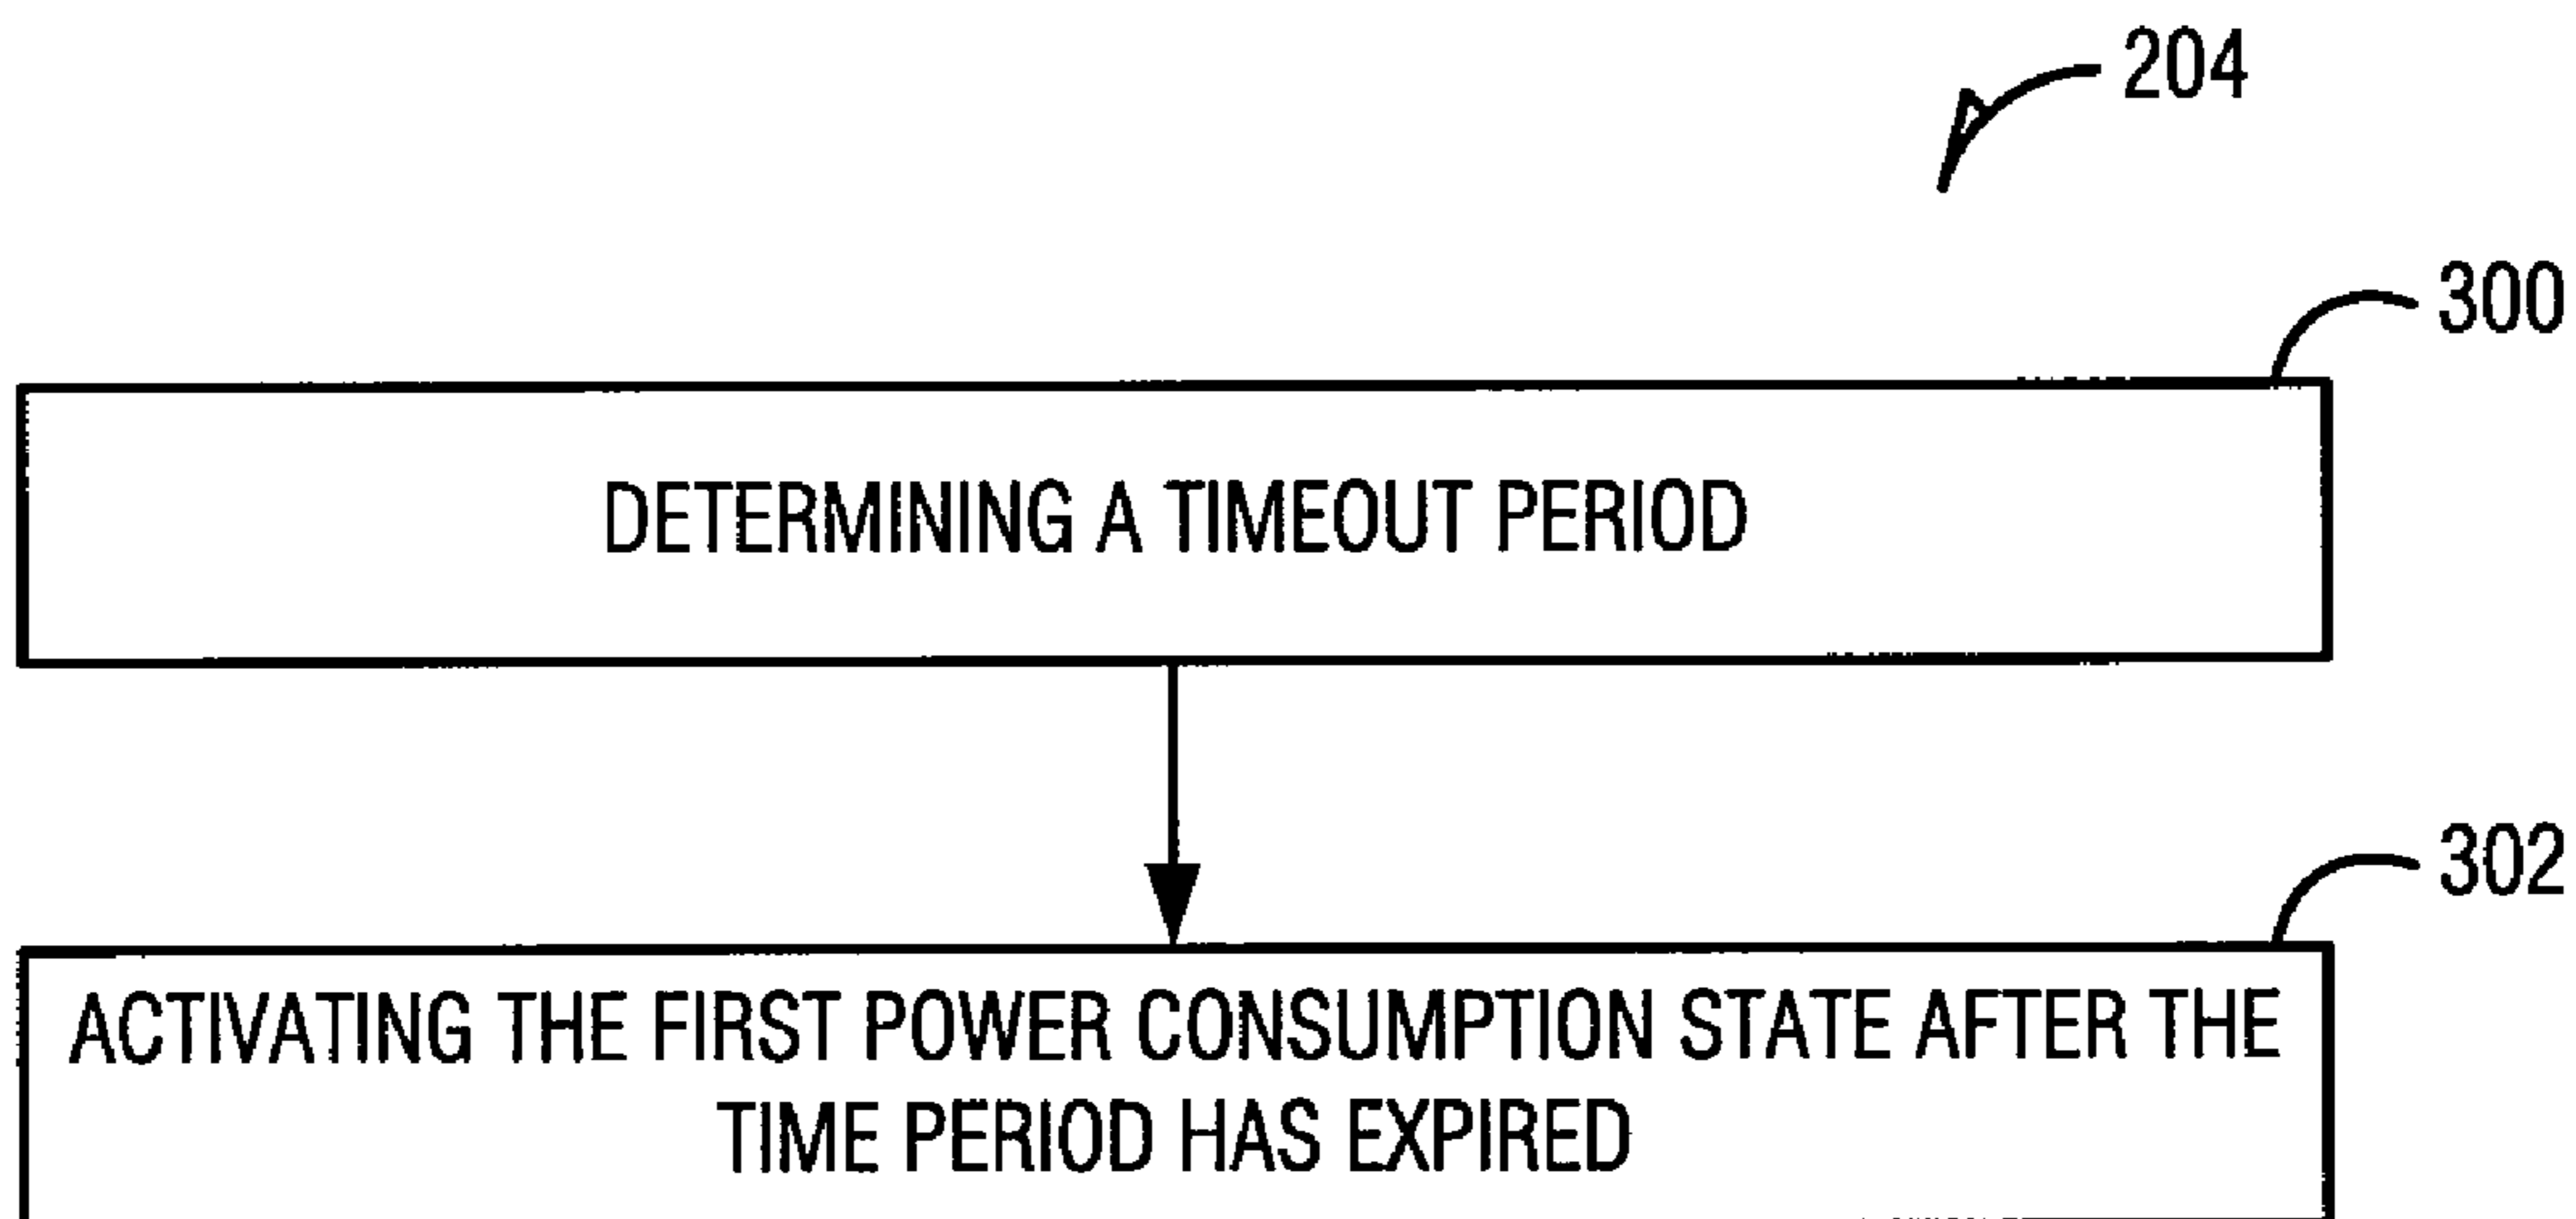 204
300
DETERMINING A TIMEOUT PERIOD
302
ACTIVATING THE FIRST POWER CONSUMPTION STATE AFTER THE
TIME PERIOD HAS EXPIRED